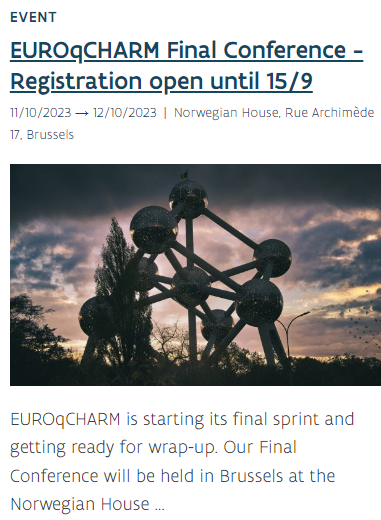 EVENT
EUROqCHARM Final Conference –
Registration open until 15/9
11/10/2023 → 12/10/2023 | Norwegian House, Rue Archimède
17, Brussels
EUROqCHARM is starting its final sprint and
getting ready for wrap-up. Our Final
Conference will be held in Brussels at the
Norwegian House ...